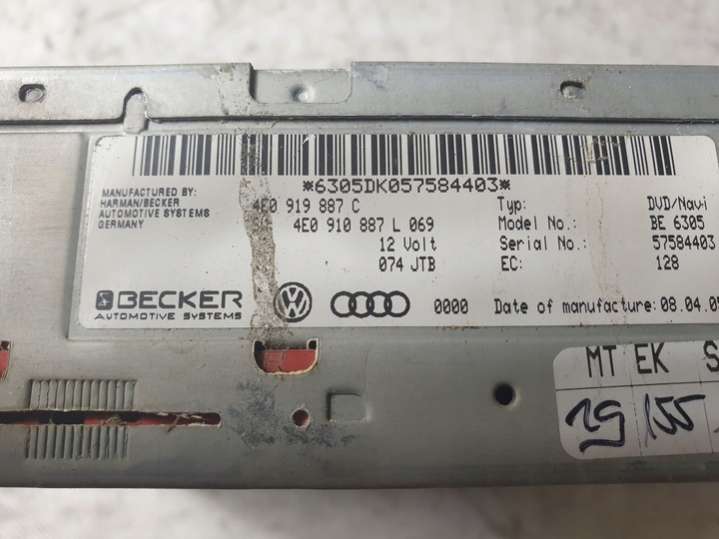 *6305DK057584403*
MANUFACTURED BY:
HARMAN/BECKER
AUTOMOTIVE SYSTEMS
GERMANY
4E0 919 887 C
4E0 910 887 L 069
12 Volt
074 JTB
Typ: DVD/Navi
Model No.: BE 6305
Serial No.: 57584403
EC: 128
BECKER
AUTOMOTIVE SYSTEMS
0000 Date of manufacture: 08.04.05
MT EK S
19 155